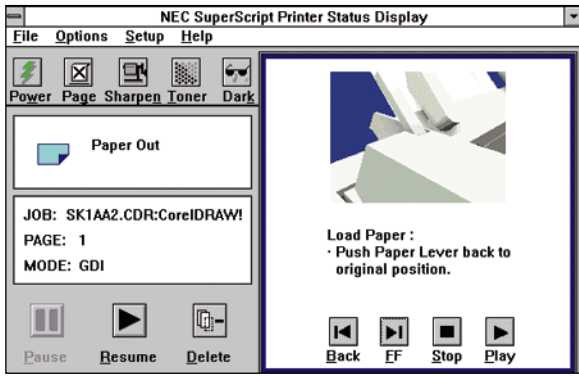 NEC SuperScript Printer Status Display
File Options Setup Help
Power Page Sharpen Toner Dark
Paper Out
JOB: SK1AA2.CDR:CorelDRAW!
PAGE: 1
MODE: GDI
Pause Resume Delete
Load Paper :
· Push Paper Lever back to
original position.
Back FF Stop Play